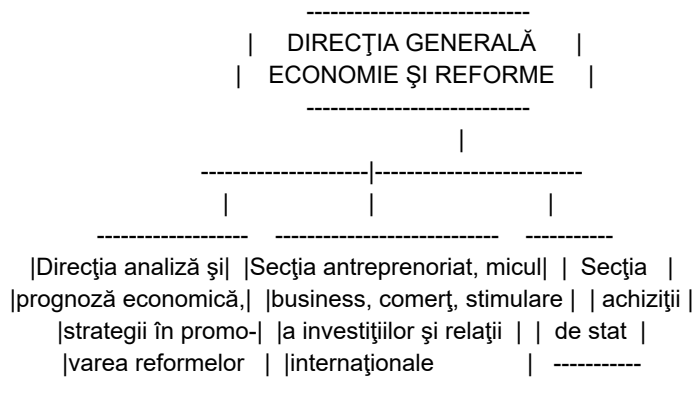 ----------------------------
| DIRECŢIA GENERALĂ |
| ECONOMIE ŞI REFORME |
----------------------------
|
---------------------|--------------------------
| | |
------------------- ---------------------------- -----------
|Direcţia analiză şi| |Secţia antreprenoriat, micul| | Secţia |
|prognoză economică,| |business, comerţ, stimulare | | achiziţii |
|strategii în promo-| |a investiţiilor şi relaţii | | de stat |
|varea reformelor | |internaţionale | -----------